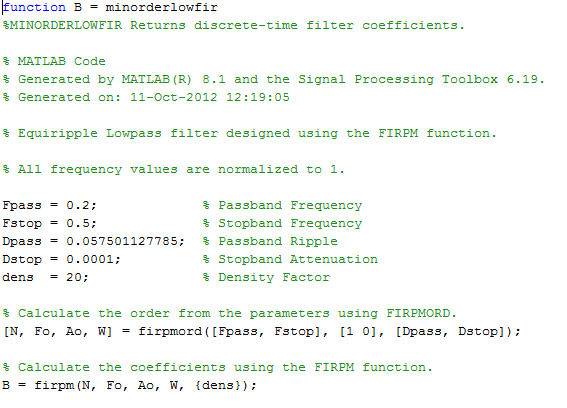 function B = minorderlowfir
%MINORDERLOWFIR Returns discrete-time filter coefficients.
% MATLAB Code
% Generated by MATLAB(R) 8.1 and the Signal Processing Toolbox 6.19.
% Generated on: 11-Oct-2012 12:19:05
% Equiripple Lowpass filter designed using the FIRPM function.
% All frequency values are normalized to 1.
Fpass = 0.2;             % Passband Frequency
Fstop = 0.5;             % Stopband Frequency
Dpass = 0.057501127785;  % Passband Ripple
Dstop = 0.0001;          % Stopband Attenuation
dens  = 20;              % Density Factor
% Calculate the order from the parameters using FIRPMORD.
[N, Fo, Ao, W] = firpmord([Fpass, Fstop], [1 0], [Dpass, Dstop]);
% Calculate the coefficients using the FIRPM function.
B = firpm(N, Fo, Ao, W, {dens});